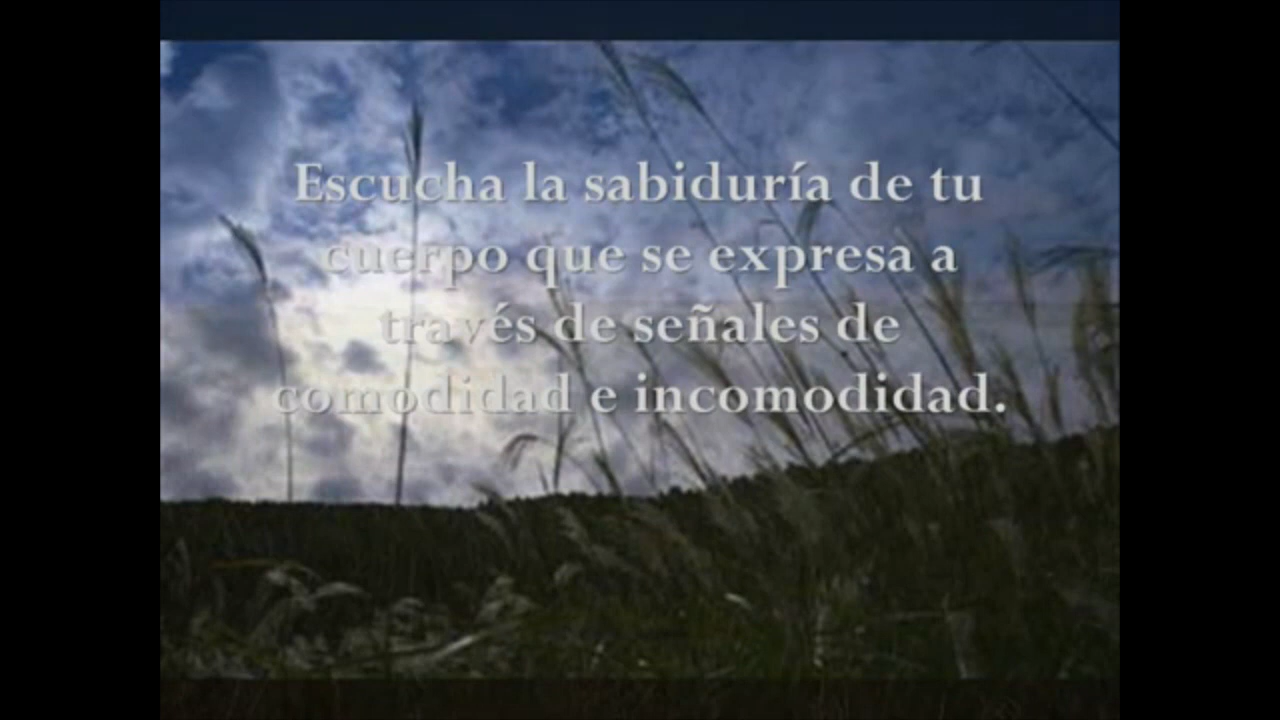 Escucha la sabiduría de tu
cuerpo que se expresa a
través de señales de
comodidad e incomodidad.